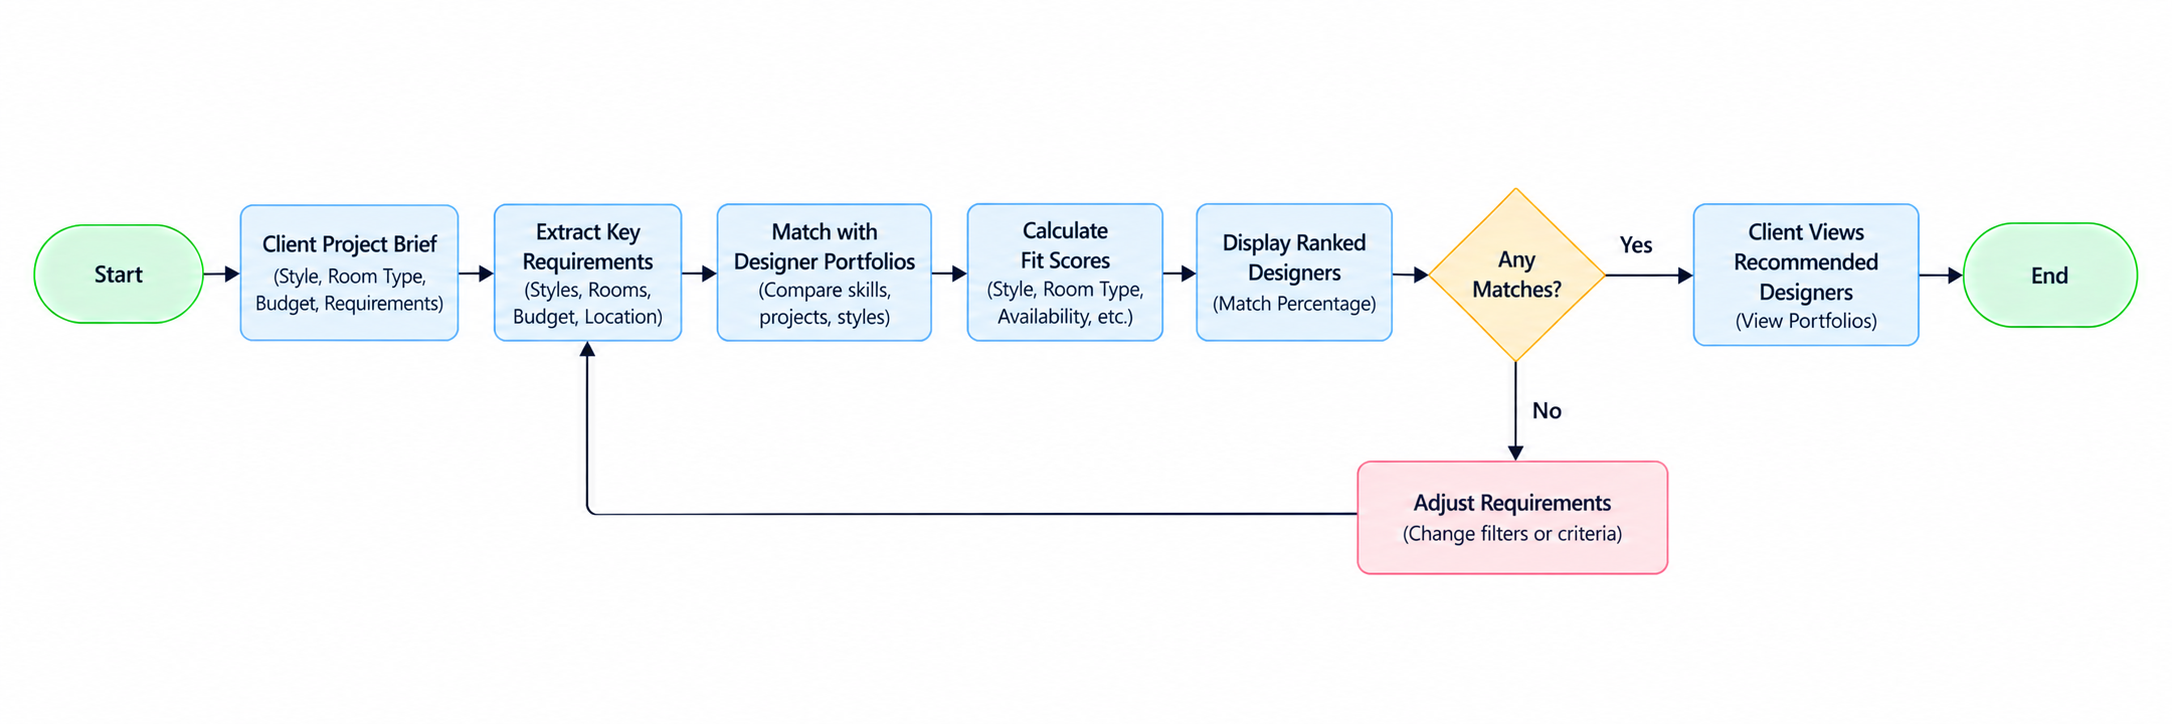 Start
Client Project Brief
(Style, Room Type,
Budget, Requirements)
Extract Key
Requirements
(Styles, Rooms,
Budget, Location)
Match with
Designer Portfolios
(Compare skills,
projects, styles)
Calculate
Fit Scores
(Style, Room Type,
Availability, etc.)
Display Ranked
Designers
(Match Percentage)
Any
Matches?
Yes
Client Views
Recommended
Designers
(View Portfolios)
End
No
Adjust Requirements
(Change filters or criteria)